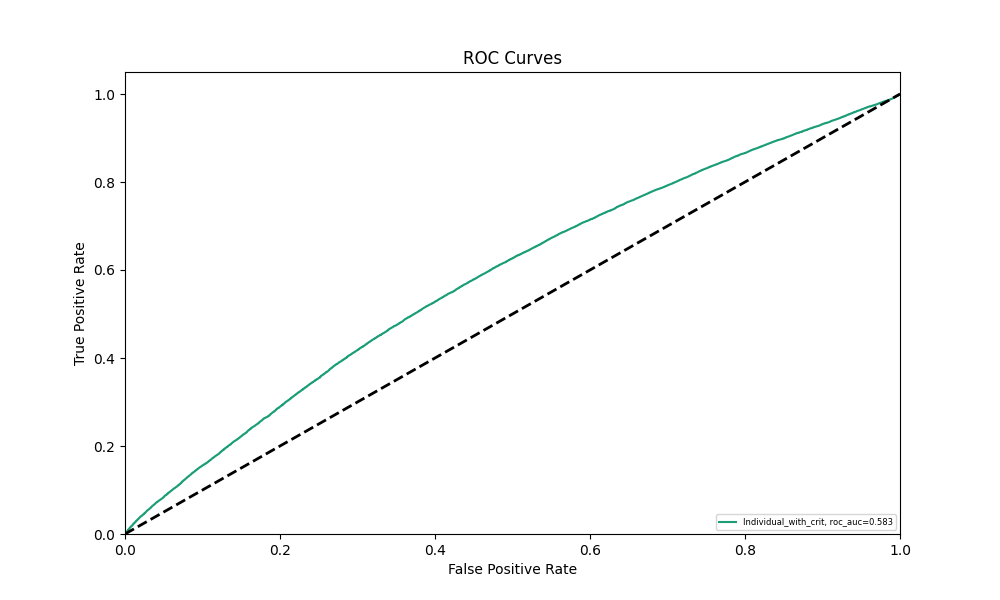 ROC Curves
True Positive Rate
1.0
0.8
0.6
0.4
0.2
0.0
0.0 0.2 0.4 0.6 0.8 1.0
False Positive Rate
Individual_with_crit, roc_auc=0.583